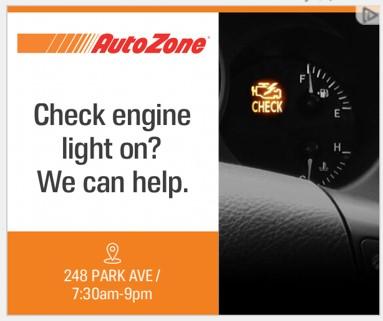 AutoZone
Check engine
light on?
We can help.
248 PARK AVE /
7:30am-9pm
CHECK
F
E
H